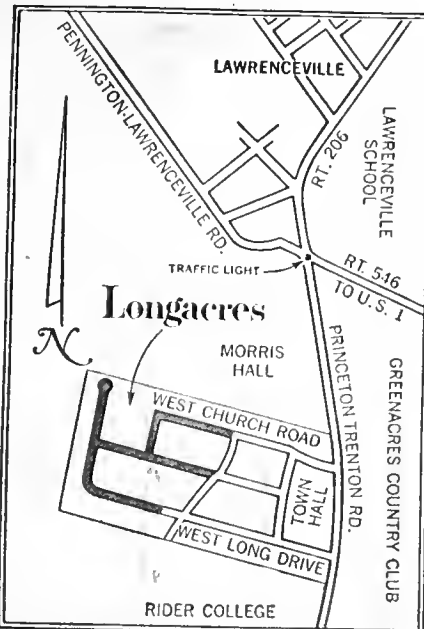 LAWRENCEVILLE
PENNINGTON-LAWRENCEVILLE RD.
RT. 206
LAWRENCEVILLE
SCHOOL
TRAFFIC LIGHT
RT. 546
TO U.S. 1
Longacres
N
MORRIS
HALL
WEST CHURCH ROAD
PRINCETON TRENTON RD.
GREENACRES COUNTRY CLUB
TOWN
HALL
WEST LONG DRIVE
RIDER COLLEGE